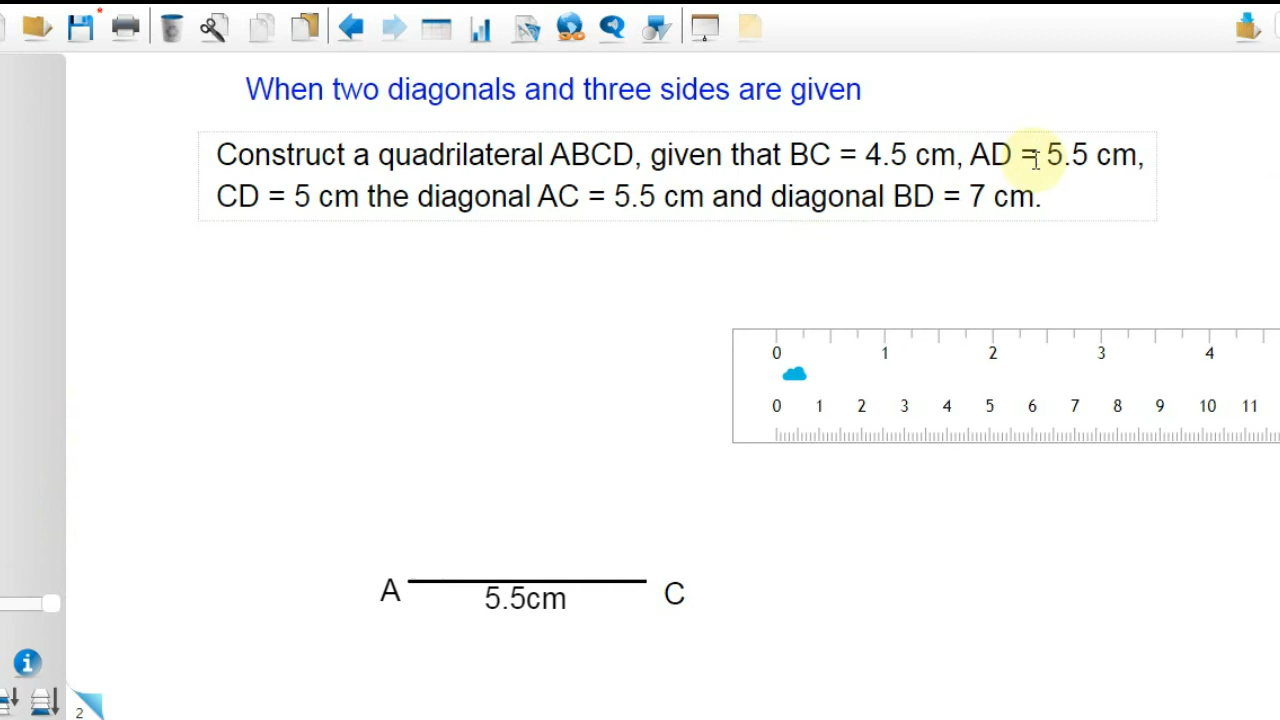 When two diagonals and three sides are given
Construct a quadrilateral ABCD, given that BC = 4.5 cm, AD = 5.5 cm,
CD = 5 cm the diagonal AC = 5.5 cm and diagonal BD = 7 cm.
0 1 2 3 4
0 1 2 3 4 5 6 7 8 9 10 11
A 5.5cm C
2